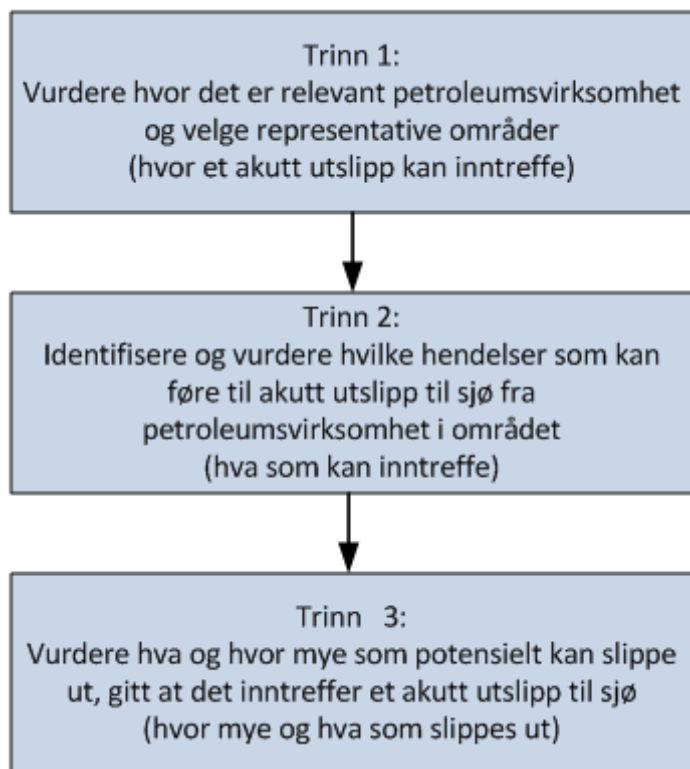 Trinn 1:
Vurdere hvor det er relevant petroleumsvirksomhet
og velge representative områder
(hvor et akutt utslipp kan inntreffe)
Trinn 2:
Identifisere og vurdere hvilke hendelser som kan
føre til akutt utslipp til sjø fra
petroleumsvirksomhet i området
(hva som kan inntreffe)
Trinn 3:
Vurdere hva og hvor mye som potensielt kan slippe
ut, gitt at det inntreffer et akutt utslipp til sjø
(hvor mye og hva som slippes ut)